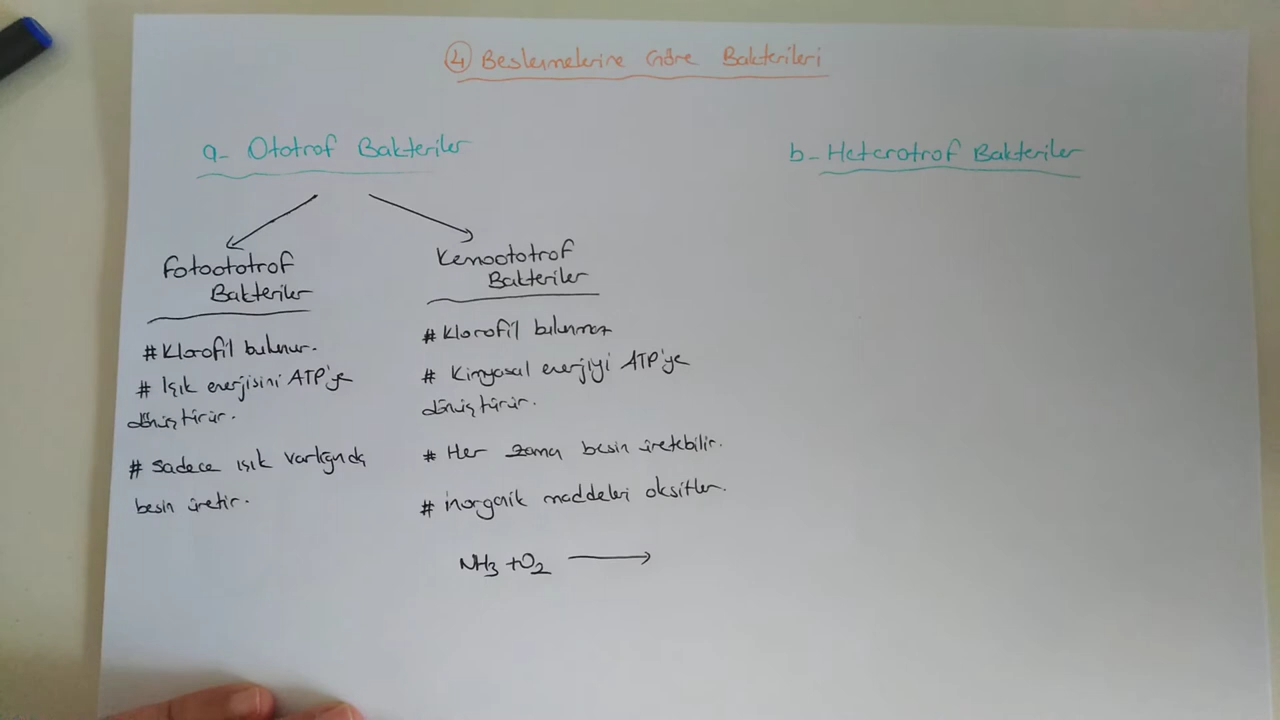 4 Beslenmelerine Göre Bakterileri
a- Ototrof Bakteriler
b- Heterotrof Bakteriler
Fotoototrof
Bakteriler
# Klorofil bulunur.
# Işık enerjisini ATP'ye
dönüştürür.
# Sadece ışık varlığında
besin üretir.
Kemoototrof
Bakteriler
# Klorofil bulunmaz
# Kimyasal enerjiyi ATP'ye
dönüştürür.
# Her zaman besin üretebilir.
# İnorganik maddeleri oksitler.
NH3 + O2 ⟶